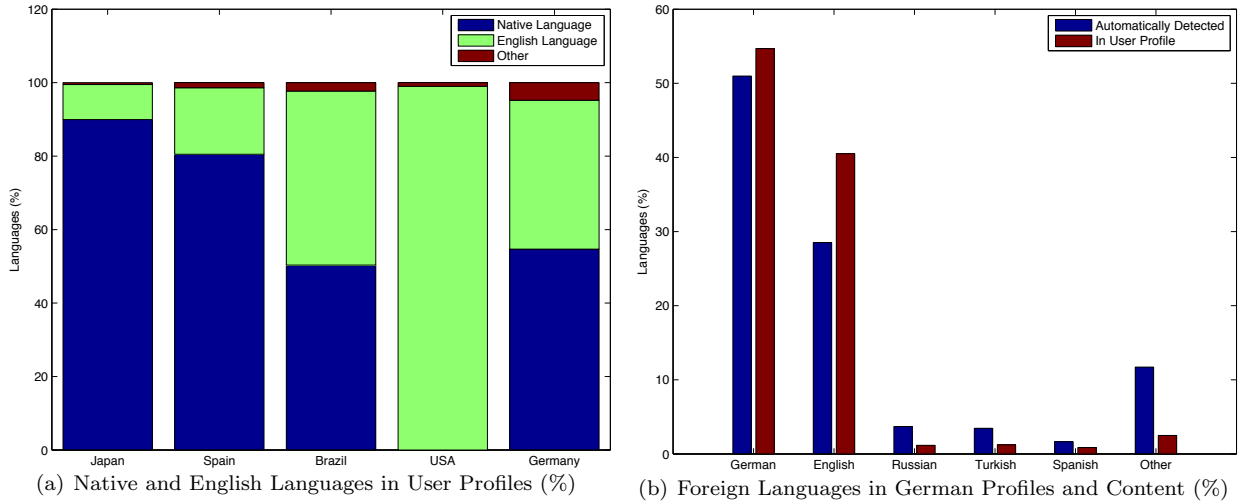 120
100
80
60
40
20
0
Languages (%)
Native Language
English Language
Other
Japan
Spain
Brazil
USA
Germany
(a) Native and English Languages in User Profiles (%)
60
50
40
30
20
10
0
Languages (%)
Automatically Detected
In User Profile
German
English
Russian
Turkish
Spanish
Other
(b) Foreign Languages in German Profiles and Content (%)